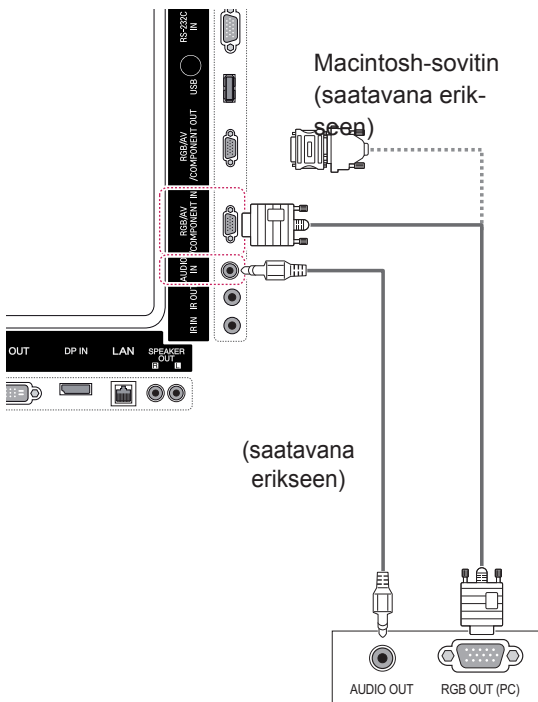 RS-232C
IN
USB
RGB/AV
/COMPONENT OUT
RGB/AV
/COMPONENT IN
AUDIO
IN
IR OUT
IR IN
Macintosh-sovitin
(saatavana erik-
seen)
OUT
DP IN
LAN
SPEAKER
OUT
R
L
(saatavana
erikseen)
AUDIO OUT
RGB OUT (PC)